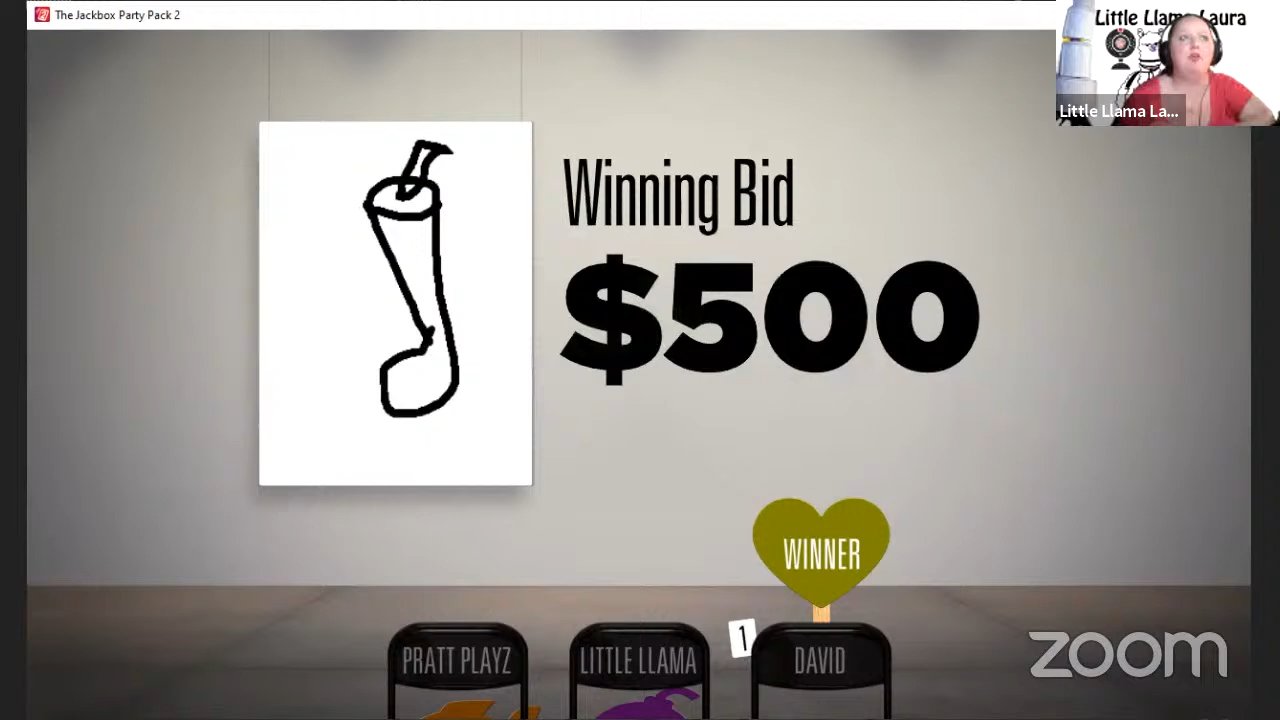 The Jackbox Party Pack 2
Little Llama Laura
Little Llama La...
Winning Bid
$500
WINNER
1
PRATT PLAYZ
LITTLE LLAMA
DAVID
zoom